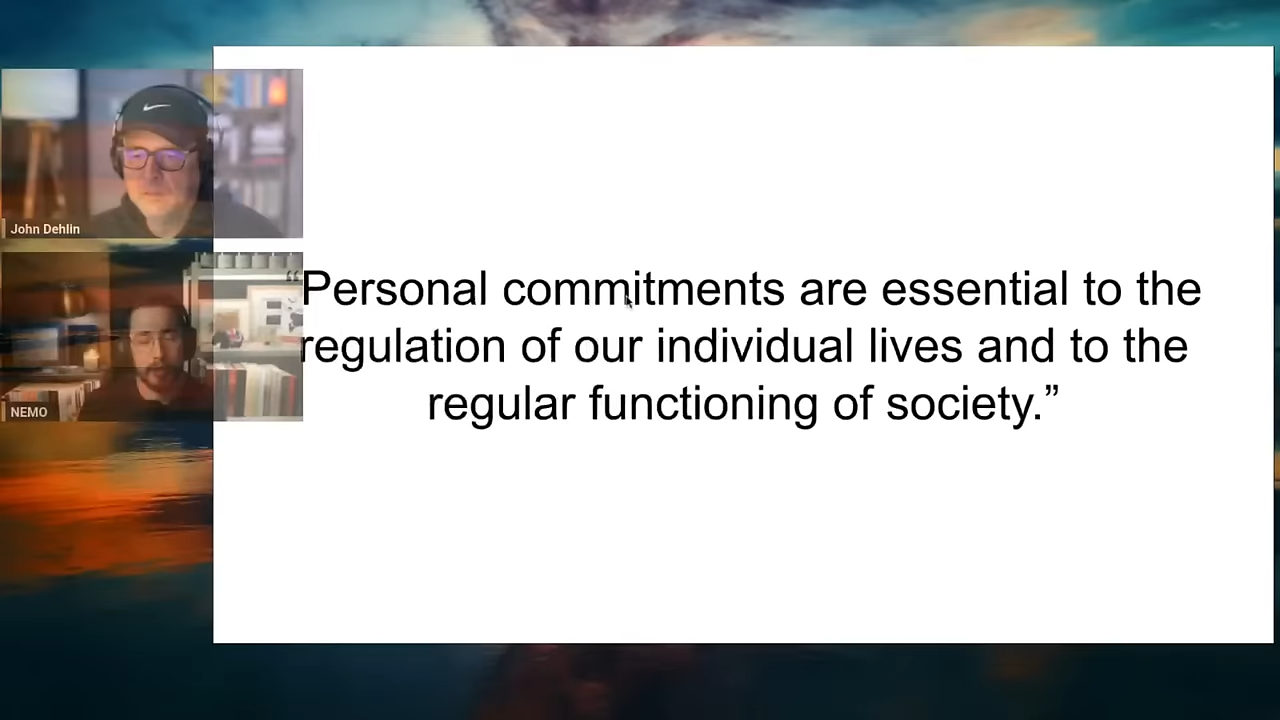 John Dehlin
NEMO
“Personal commitments are essential to the
regulation of our individual lives and to the
regular functioning of society.”